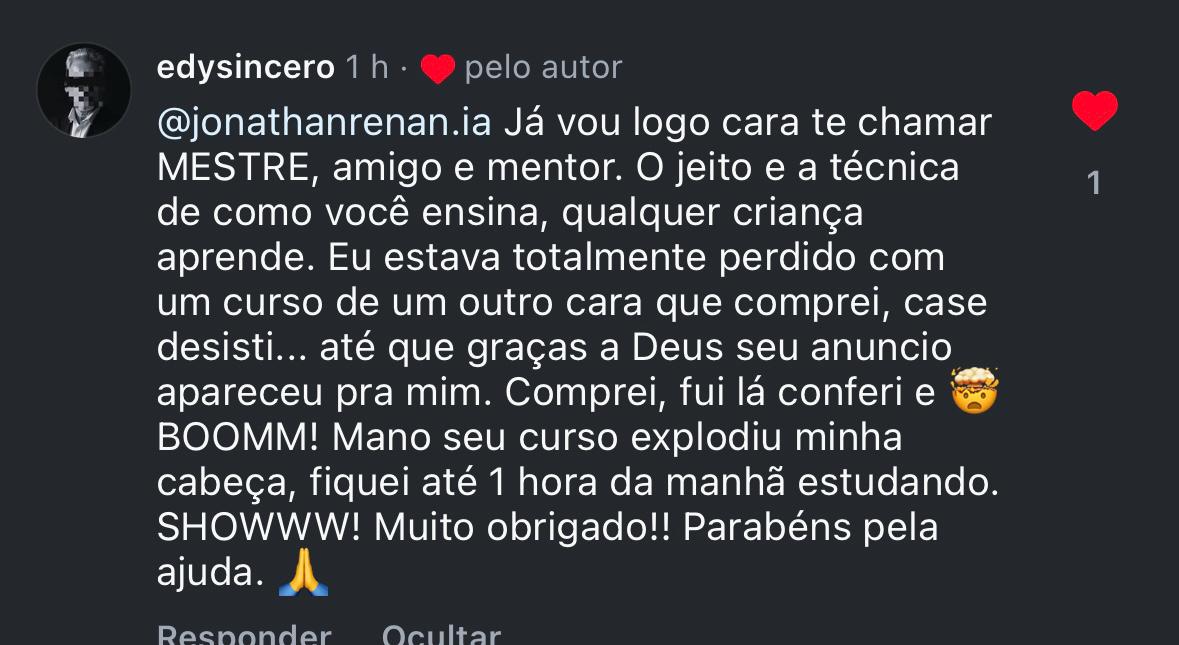 edysincero 1 h · ❤️ pelo autor
@jonathanrenan.ia Já vou logo cara te chamar
MESTRE, amigo e mentor. O jeito e a técnica
de como você ensina, qualquer criança
aprende. Eu estava totalmente perdido com
um curso de um outro cara que comprei, case
desisti... até que graças a Deus seu anuncio
apareceu pra mim. Comprei, fui lá conferi e 🤯
BOOMM! Mano seu curso explodiu minha
cabeça, fiquei até 1 hora da manhã estudando.
SHOWWW! Muito obrigado!! Parabéns pela
ajuda. 🙏
1
Responder Ocultar